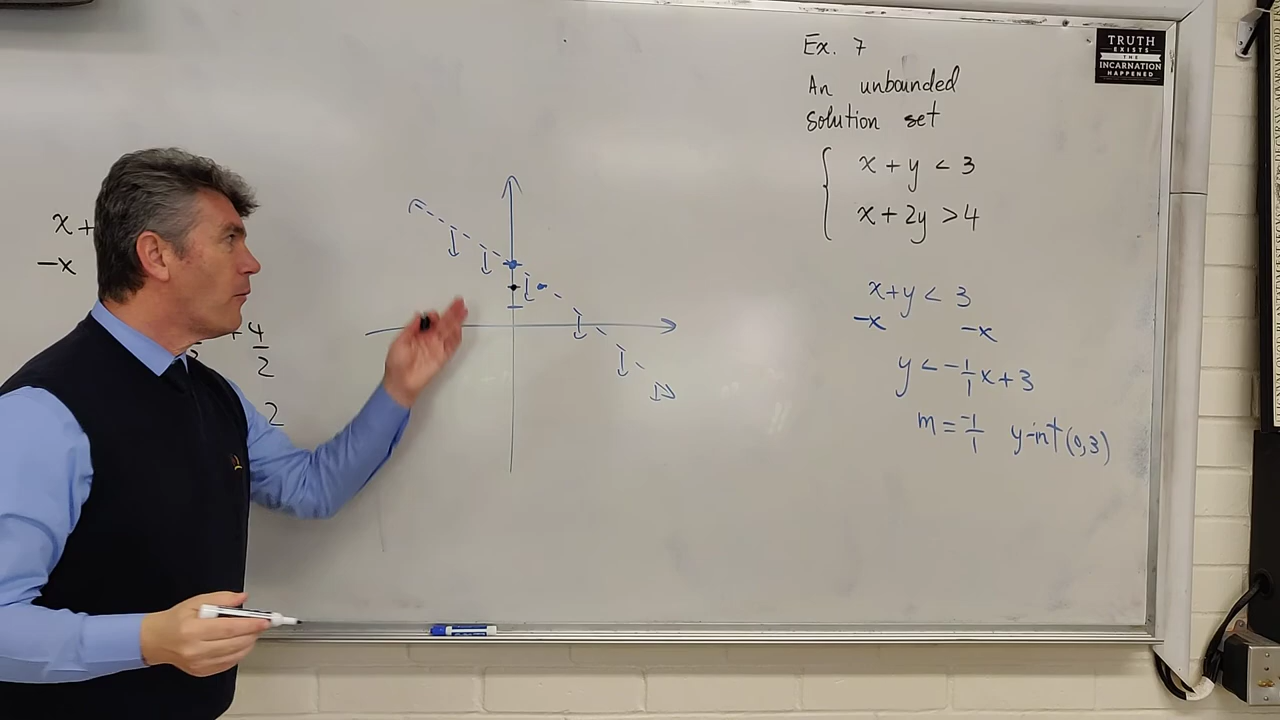 Ex. 7
An unbounded
solution set
x + y < 3
x + 2y > 4
x+y < 3
-x -x
y < -1/1 x + 3
m = -1/1 y-int (0,3)
x+
-x
+ 4/2
2
TRUTH
EXISTS
THE
INCARNATION
HAPPENED